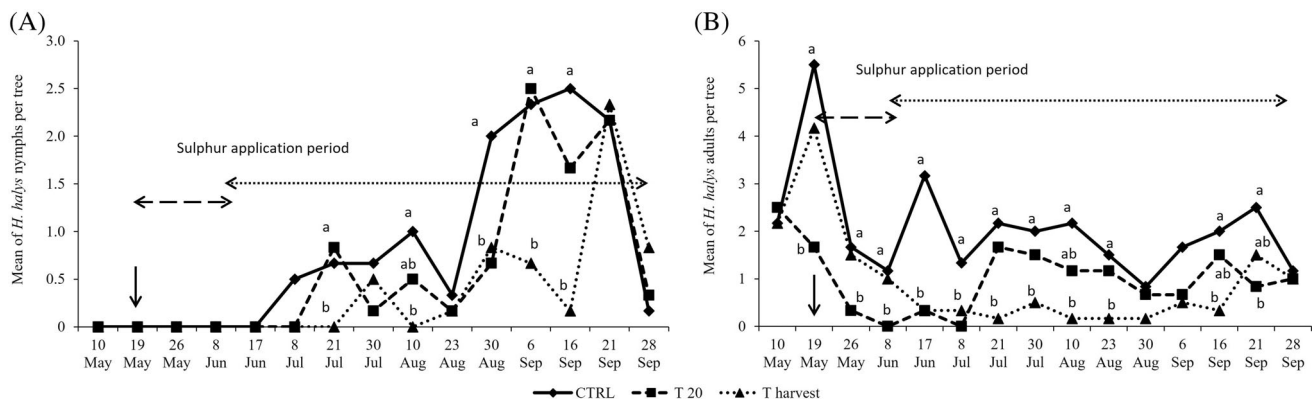 (A)
3.0
2.5
2.0
1.5
1.0
0.5
0
Mean of H. halys nymphs per tree
Sulphur application period
a
a
a
a
a
ab
b
b
b
b
b
b
10 May
19 May
26 May
8 Jun
17 Jun
8 Jul
21 Jul
30 Jul
10 Aug
23 Aug
30 Aug
6 Sep
16 Sep
21 Sep
28 Sep
(B)
6
5
4
3
2
1
0
Mean of H. halys adults per tree
Sulphur application period
a
a
a
a
a
a
a
a
a
a
a
b
b
b
b
b
b
b
b
b
b
ab
ab
ab
b
b
10 May
19 May
26 May
8 Jun
17 Jun
8 Jul
21 Jul
30 Jul
10 Aug
23 Aug
30 Aug
6 Sep
16 Sep
21 Sep
28 Sep
CTRL
T 20
T harvest